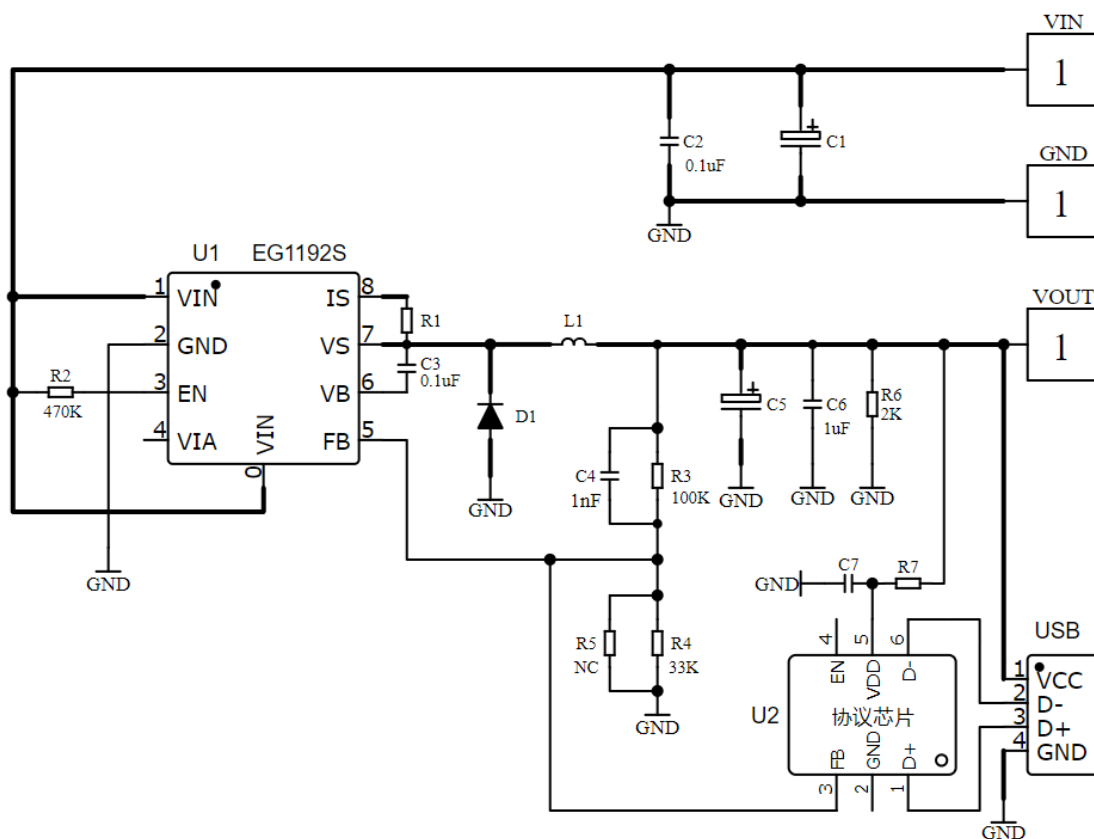 VIN
1
C2
0.1uF
C1
GND
1
GND
U1 EG1192S
1 VIN IS 8
2 GND VS 7
3 EN VB 6
4 VIA FB 5
VIN
0
R2
470K
GND
R1
C3
0.1uF
L1
VOUT
1
D1
GND
C5
GND
C6
1uF
GND
R6
2K
GND
C4
1nF
R3
100K
R5
NC
R4
33K
GND
GND
C7
R7
4 5 6
EN VDD D-
U2
协议芯片
FB GND D+
3 2 1
USB
1 VCC
2 D-
3 D+
4 GND
GND